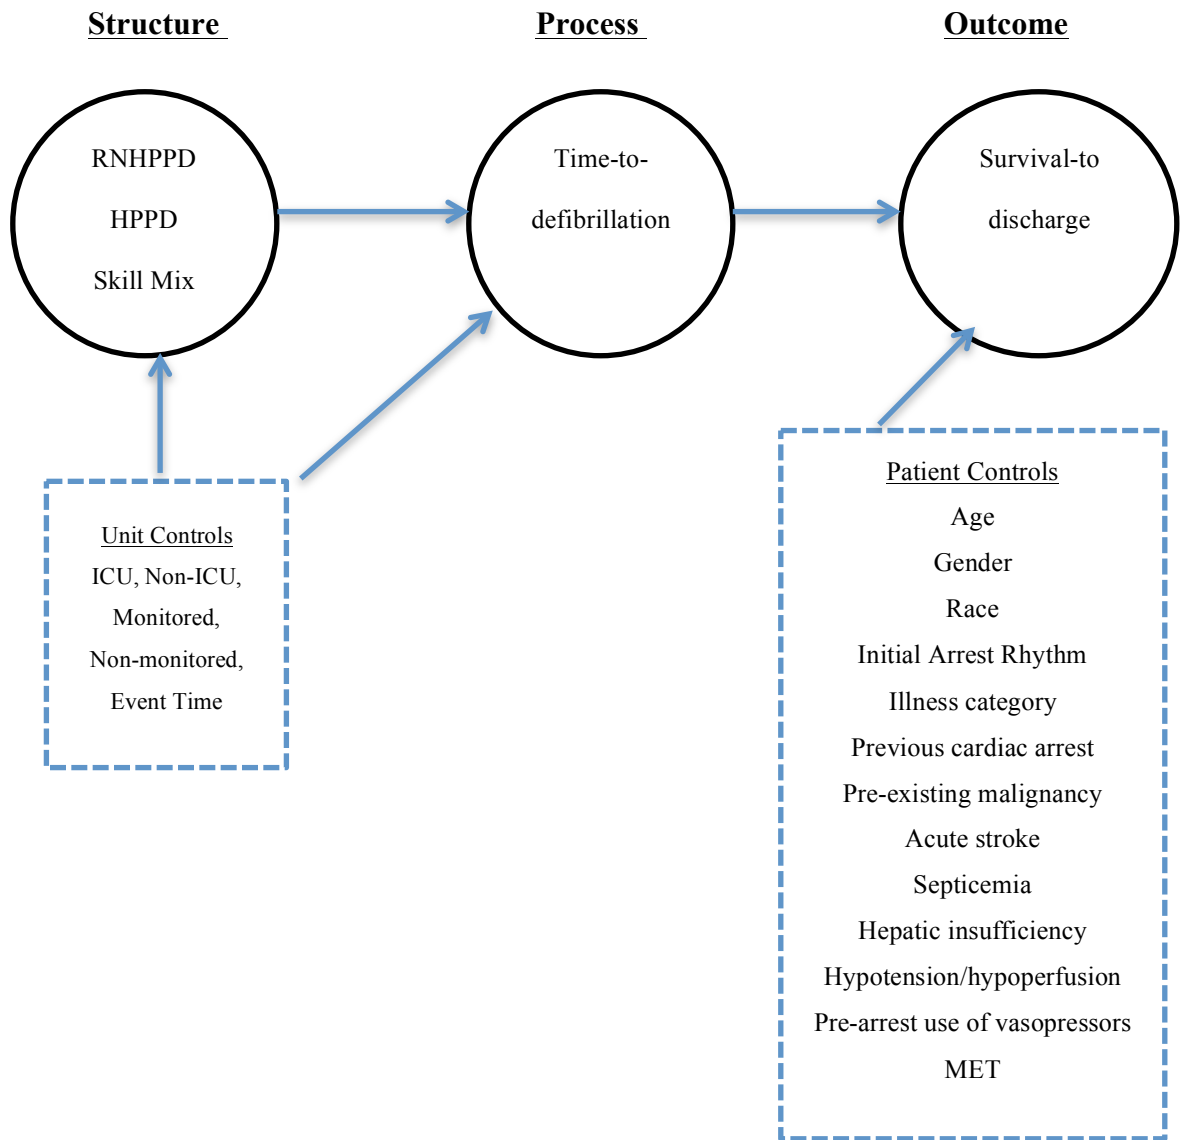 Structure
Process
Outcome
RNHPPD
HPPD
Skill Mix
Time-to-
defibrillation
Survival-to
discharge
Unit Controls
ICU, Non-ICU,
Monitored,
Non-monitored,
Event Time
Patient Controls
Age
Gender
Race
Initial Arrest Rhythm
Illness category
Previous cardiac arrest
Pre-existing malignancy
Acute stroke
Septicemia
Hepatic insufficiency
Hypotension/hypoperfusion
Pre-arrest use of vasopressors
MET